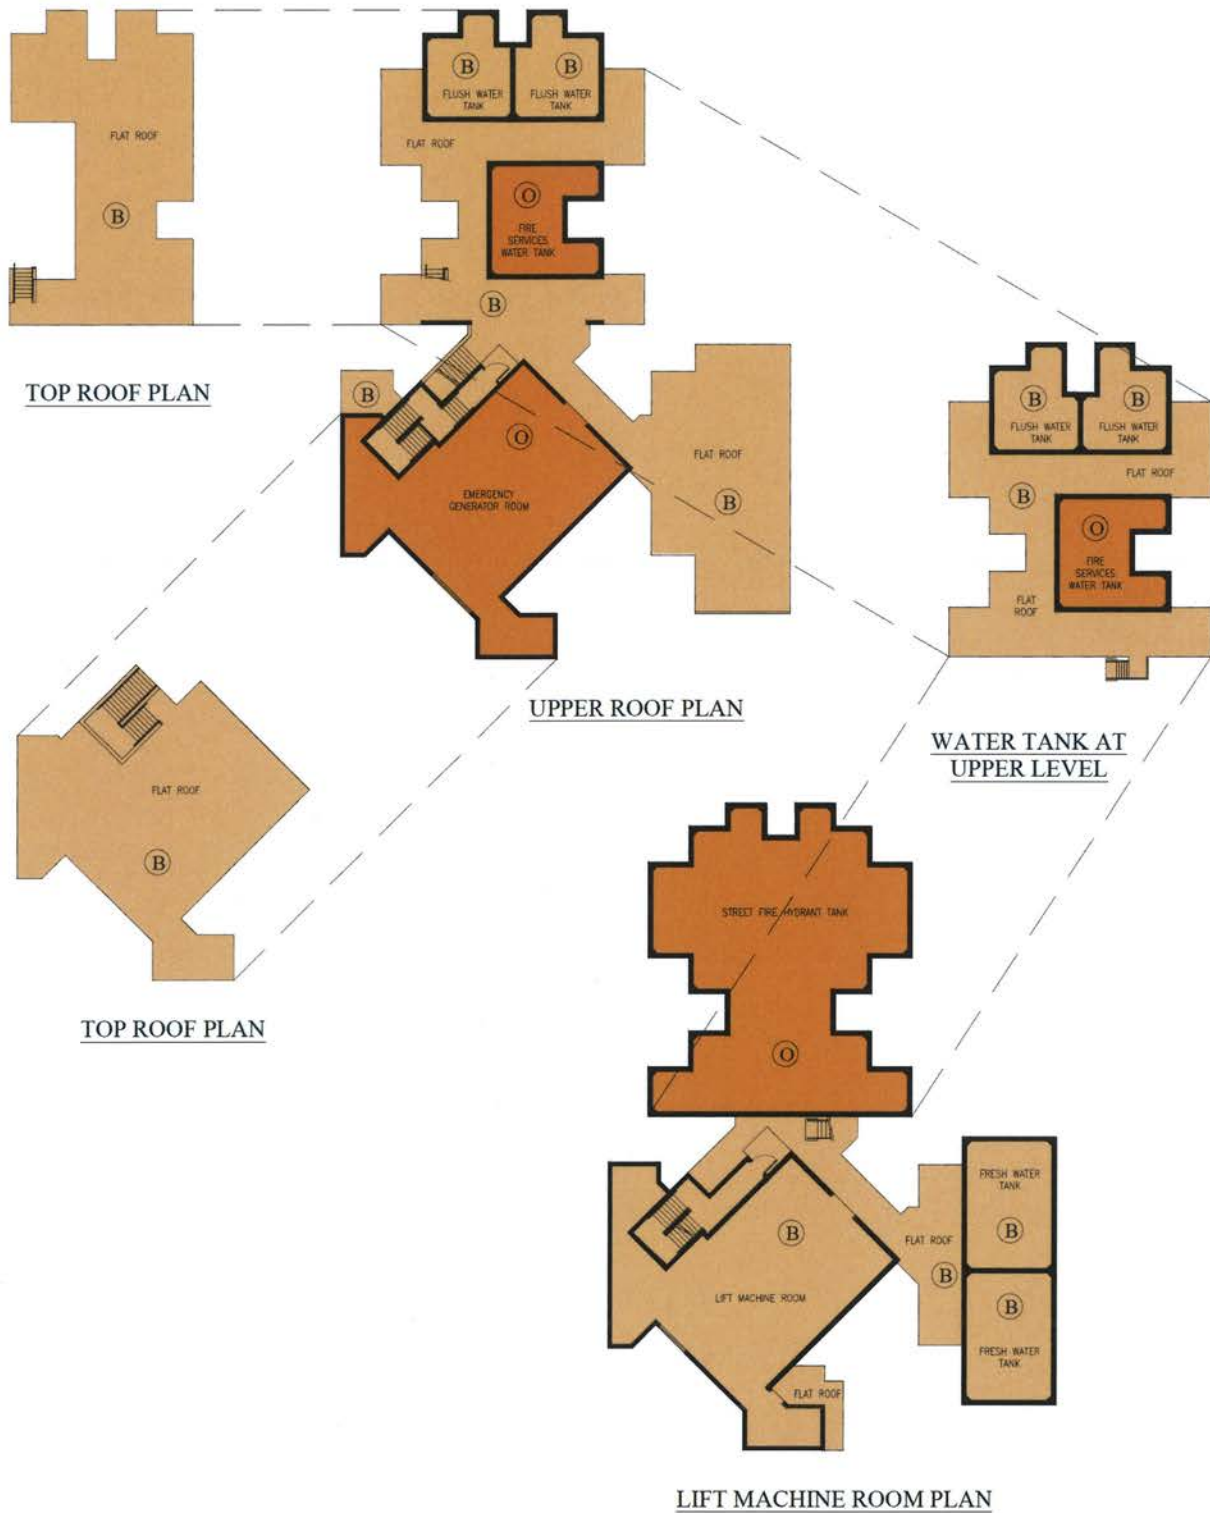 B
FLUSH WATER
TANK
B
FLUSH WATER
TANK
FLAT ROOF
B
FLAT ROOF
O
FIRE
SERVICES
WATER TANK
B
TOP ROOF PLAN
B
O
EMERGENCY
GENERATOR ROOM
FLAT ROOF
B
UPPER ROOF PLAN
B
FLUSH WATER
TANK
B
FLUSH WATER
TANK
FLAT ROOF
B
O
FIRE
SERVICES
WATER TANK
FLAT
ROOF
WATER TANK AT
UPPER LEVEL
FLAT ROOF
B
TOP ROOF PLAN
STREET FIRE HYDRANT TANK
O
B
LIFT MACHINE ROOM
FLAT ROOF
B
FRESH WATER
TANK
B
B
FRESH WATER
TANK
FLAT ROOF
LIFT MACHINE ROOM PLAN